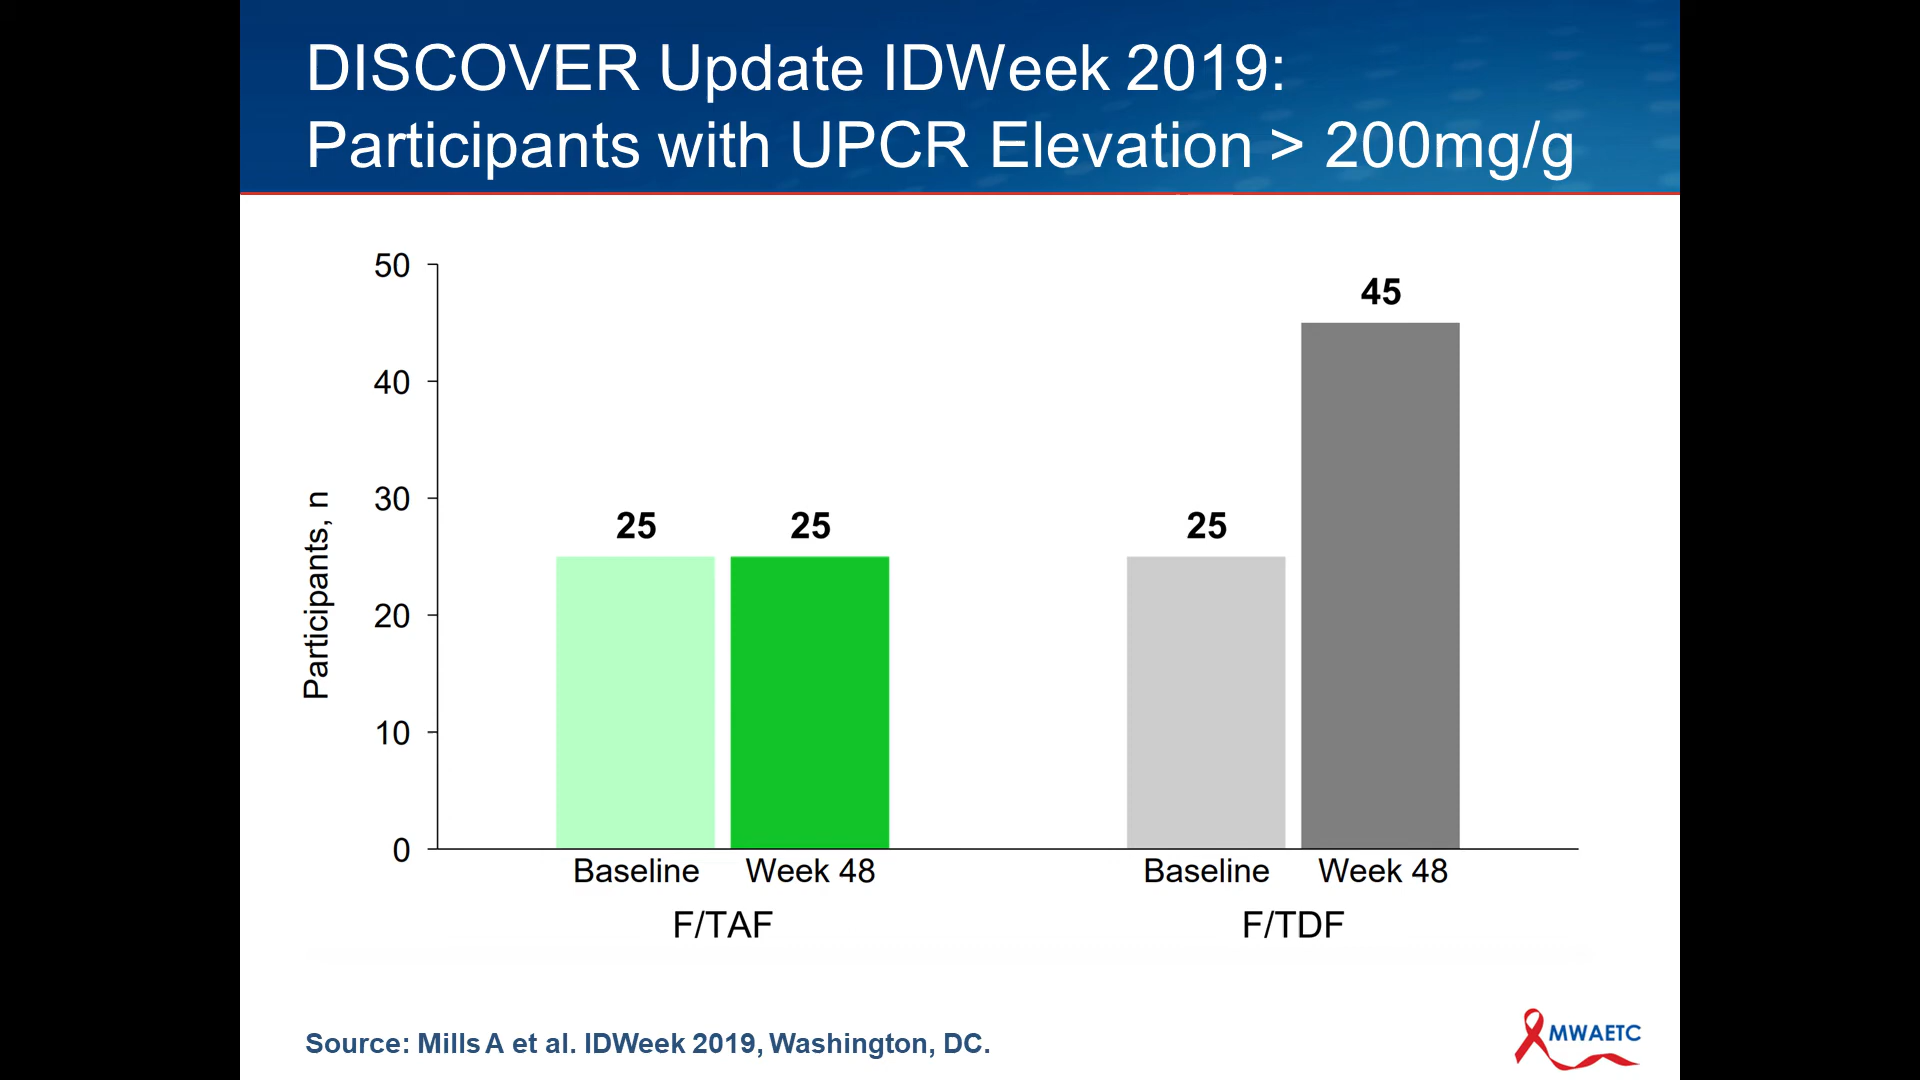 DISCOVER Update IDWeek 2019:
Participants with UPCR Elevation > 200mg/g
Participants, n
50
40
30
20
10
0
25
25
25
45
Baseline
Week 48
Baseline
Week 48
F/TAF
F/TDF
Source: Mills A et al. IDWeek 2019, Washington, DC.
MWAETC